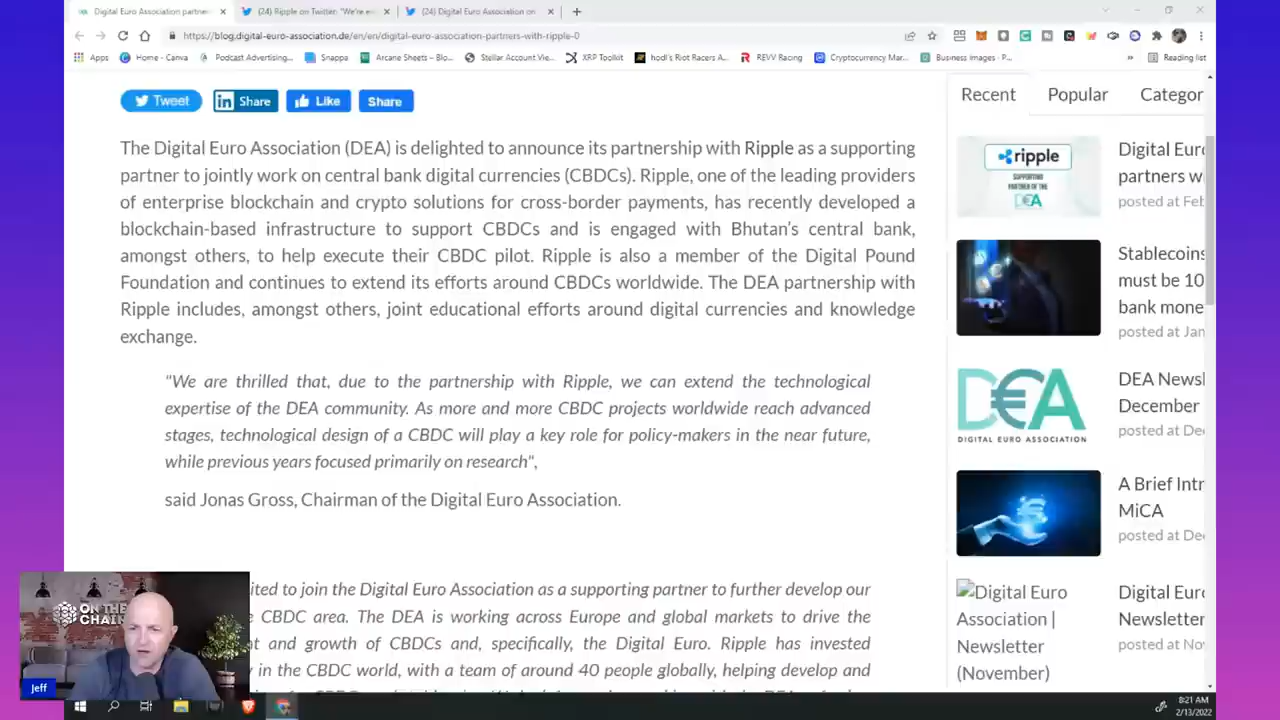 Digital Euro Association partner
(24) Ripple on Twitter: "We're e
(24) Digital Euro Association on
https://blog.digital-euro-association.de/en/en/digital-euro-association-partners-with-ripple-0
Apps
Home - Canva
Podcast Advertising...
Snappa
Arcane Sheets – Blo...
Stellar Account Vie...
XRP Toolkit
hodl's Riot Racers A...
REVV Racing
Cryptocurrency Mar...
Business images · P...
»
Reading list
Tweet
in Share
Like
Share
The Digital Euro Association (DEA) is delighted to announce its partnership with Ripple as a supporting
partner to jointly work on central bank digital currencies (CBDCs). Ripple, one of the leading providers
of enterprise blockchain and crypto solutions for cross-border payments, has recently developed a
blockchain-based infrastructure to support CBDCs and is engaged with Bhutan's central bank,
amongst others, to help execute their CBDC pilot. Ripple is also a member of the Digital Pound
Foundation and continues to extend its efforts around CBDCs worldwide. The DEA partnership with
Ripple includes, amongst others, joint educational efforts around digital currencies and knowledge
exchange.
"We are thrilled that, due to the partnership with Ripple, we can extend the technological
expertise of the DEA community. As more and more CBDC projects worldwide reach advanced
stages, technological design of a CBDC will play a key role for policy-makers in the near future,
while previous years focused primarily on research",
said Jonas Gross, Chairman of the Digital Euro Association.
ited to join the Digital Euro Association as a supporting partner to further develop our
CBDC area. The DEA is working across Europe and global markets to drive the
nt and growth of CBDCs and, specifically, the Digital Euro. Ripple has invested
y in the CBDC world, with a team of around 40 people globally, helping develop and
Recent
Popular
Categor
ripple
SUPPORTING
PARTNER OF THE
DEA
Digital Eur
partners w
posted at Feb
Stablecoins
must be 10
bank mone
posted at Jan
D€A
DIGITAL EURO ASSOCIATION
DEA Newsl
December
posted at Dec
A Brief Intr
MiCA
posted at Dec
Digital Euro
Association |
Newsletter
(November)
Digital Eur
Newsletter
posted at Nov
ON THE
CHAIN
Jeff
8:21 AM
2/13/2022